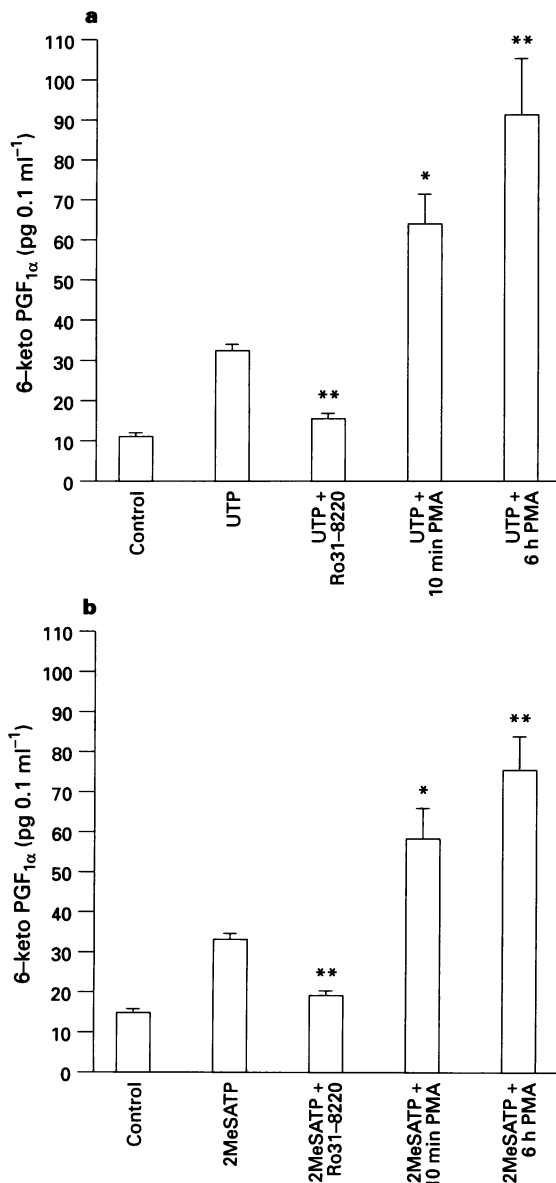 a
6–keto PGF1α (pg 0.1 ml–1)
110
100
90
80
70
60
50
40
30
20
10
0
**
*
**
Control
UTP
UTP +
Ro31–8220
UTP +
10 min PMA
UTP +
6 h PMA
b
6–keto PGF1α (pg 0.1 ml–1)
110
100
90
80
70
60
50
40
30
20
10
0
**
*
**
Control
2MeSATP
2MeSATP +
Ro31–8220
2MeSATP +
10 min PMA
2MeSATP +
6 h PMA